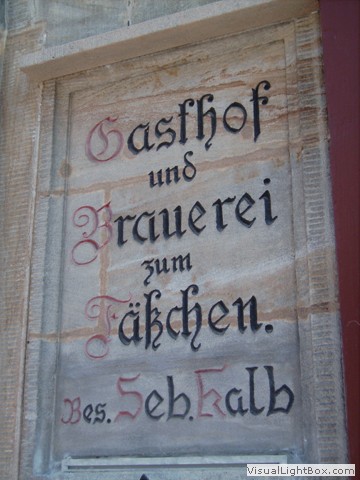 Gasthof
und
Brauerei
zum
Fäßchen.
Bes. Seb. Kalb
VisualLightBox.com